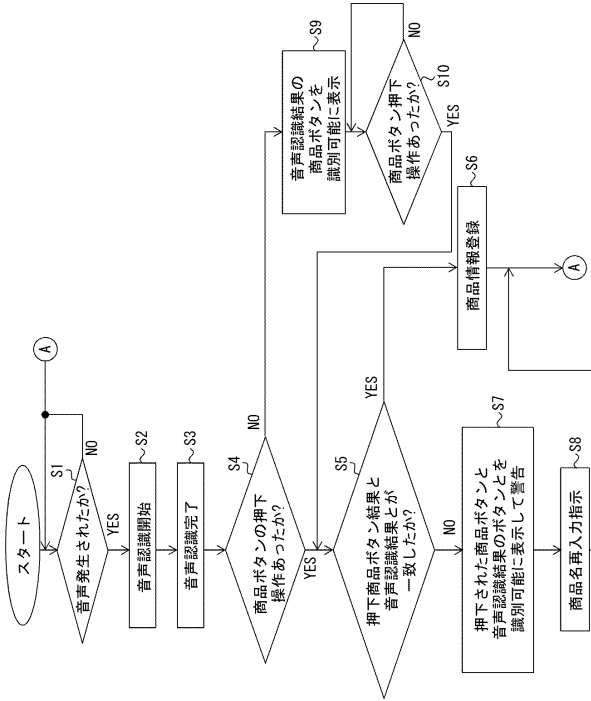 スタート
A
S1
音声発生されたか?
NO
YES
S2
音声認識開始
S3
音声認識完了
S4
商品ボタンの押下
操作あったか?
NO
YES
S9
音声認識結果の
商品ボタンを
識別可能に表示
S10
商品ボタン押下
操作あったか?
NO
YES
S5
押下商品ボタン結果と
音声認識結果とが
一致したか?
YES
NO
S6
商品情報登録
A
S7
押下された商品ボタンと
音声認識結果のボタンとを
識別可能に表示して警告
S8
商品名再入力指示